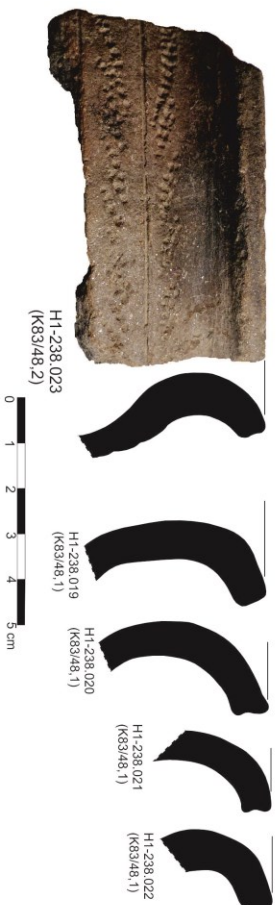 H1-238.023
(K83/48,2)
0 1 2 3 4 5 cm
H1-238.019
(K83/48,1)
H1-238.020
(K83/48,1)
H1-238.021
(K83/48,1)
H1-238.022
(K83/48,1)